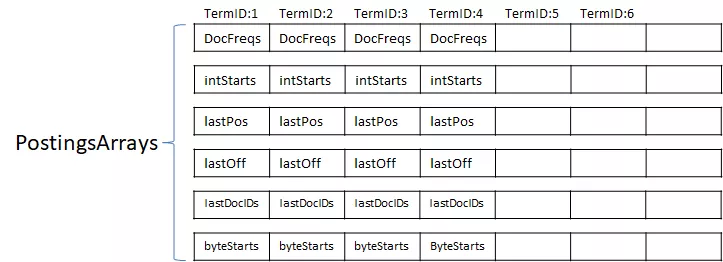 TermID:1 TermID:2 TermID:3 TermID:4 TermID:5 TermID:6
DocFreqs DocFreqs DocFreqs DocFreqs
intStarts intStarts intStarts intStarts
lastPos lastPos lastPos lastPos
PostingsArrays
lastOff lastOff lastOff lastOff
lastDocIDs lastDocIDs lastDocIDs lastDocIDs
byteStarts byteStarts byteStarts ByteStarts